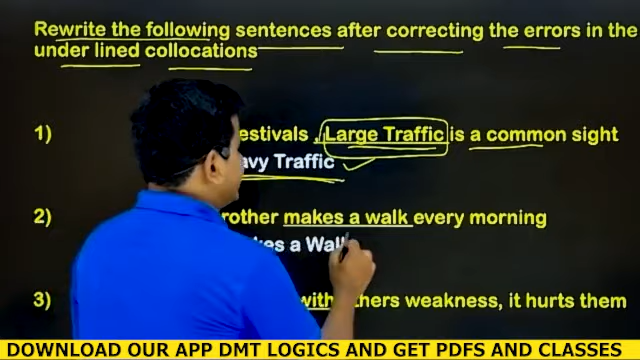 Rewrite the following sentences after correcting the errors in the
under lined collocations
1) estivals , Large Traffic is a common sight
avy Traffic
2) rother makes a walk every morning
kes a Walk
3) with thers weakness, it hurts them
DOWNLOAD OUR APP DMT LOGICS AND GET PDFS AND CLASSES